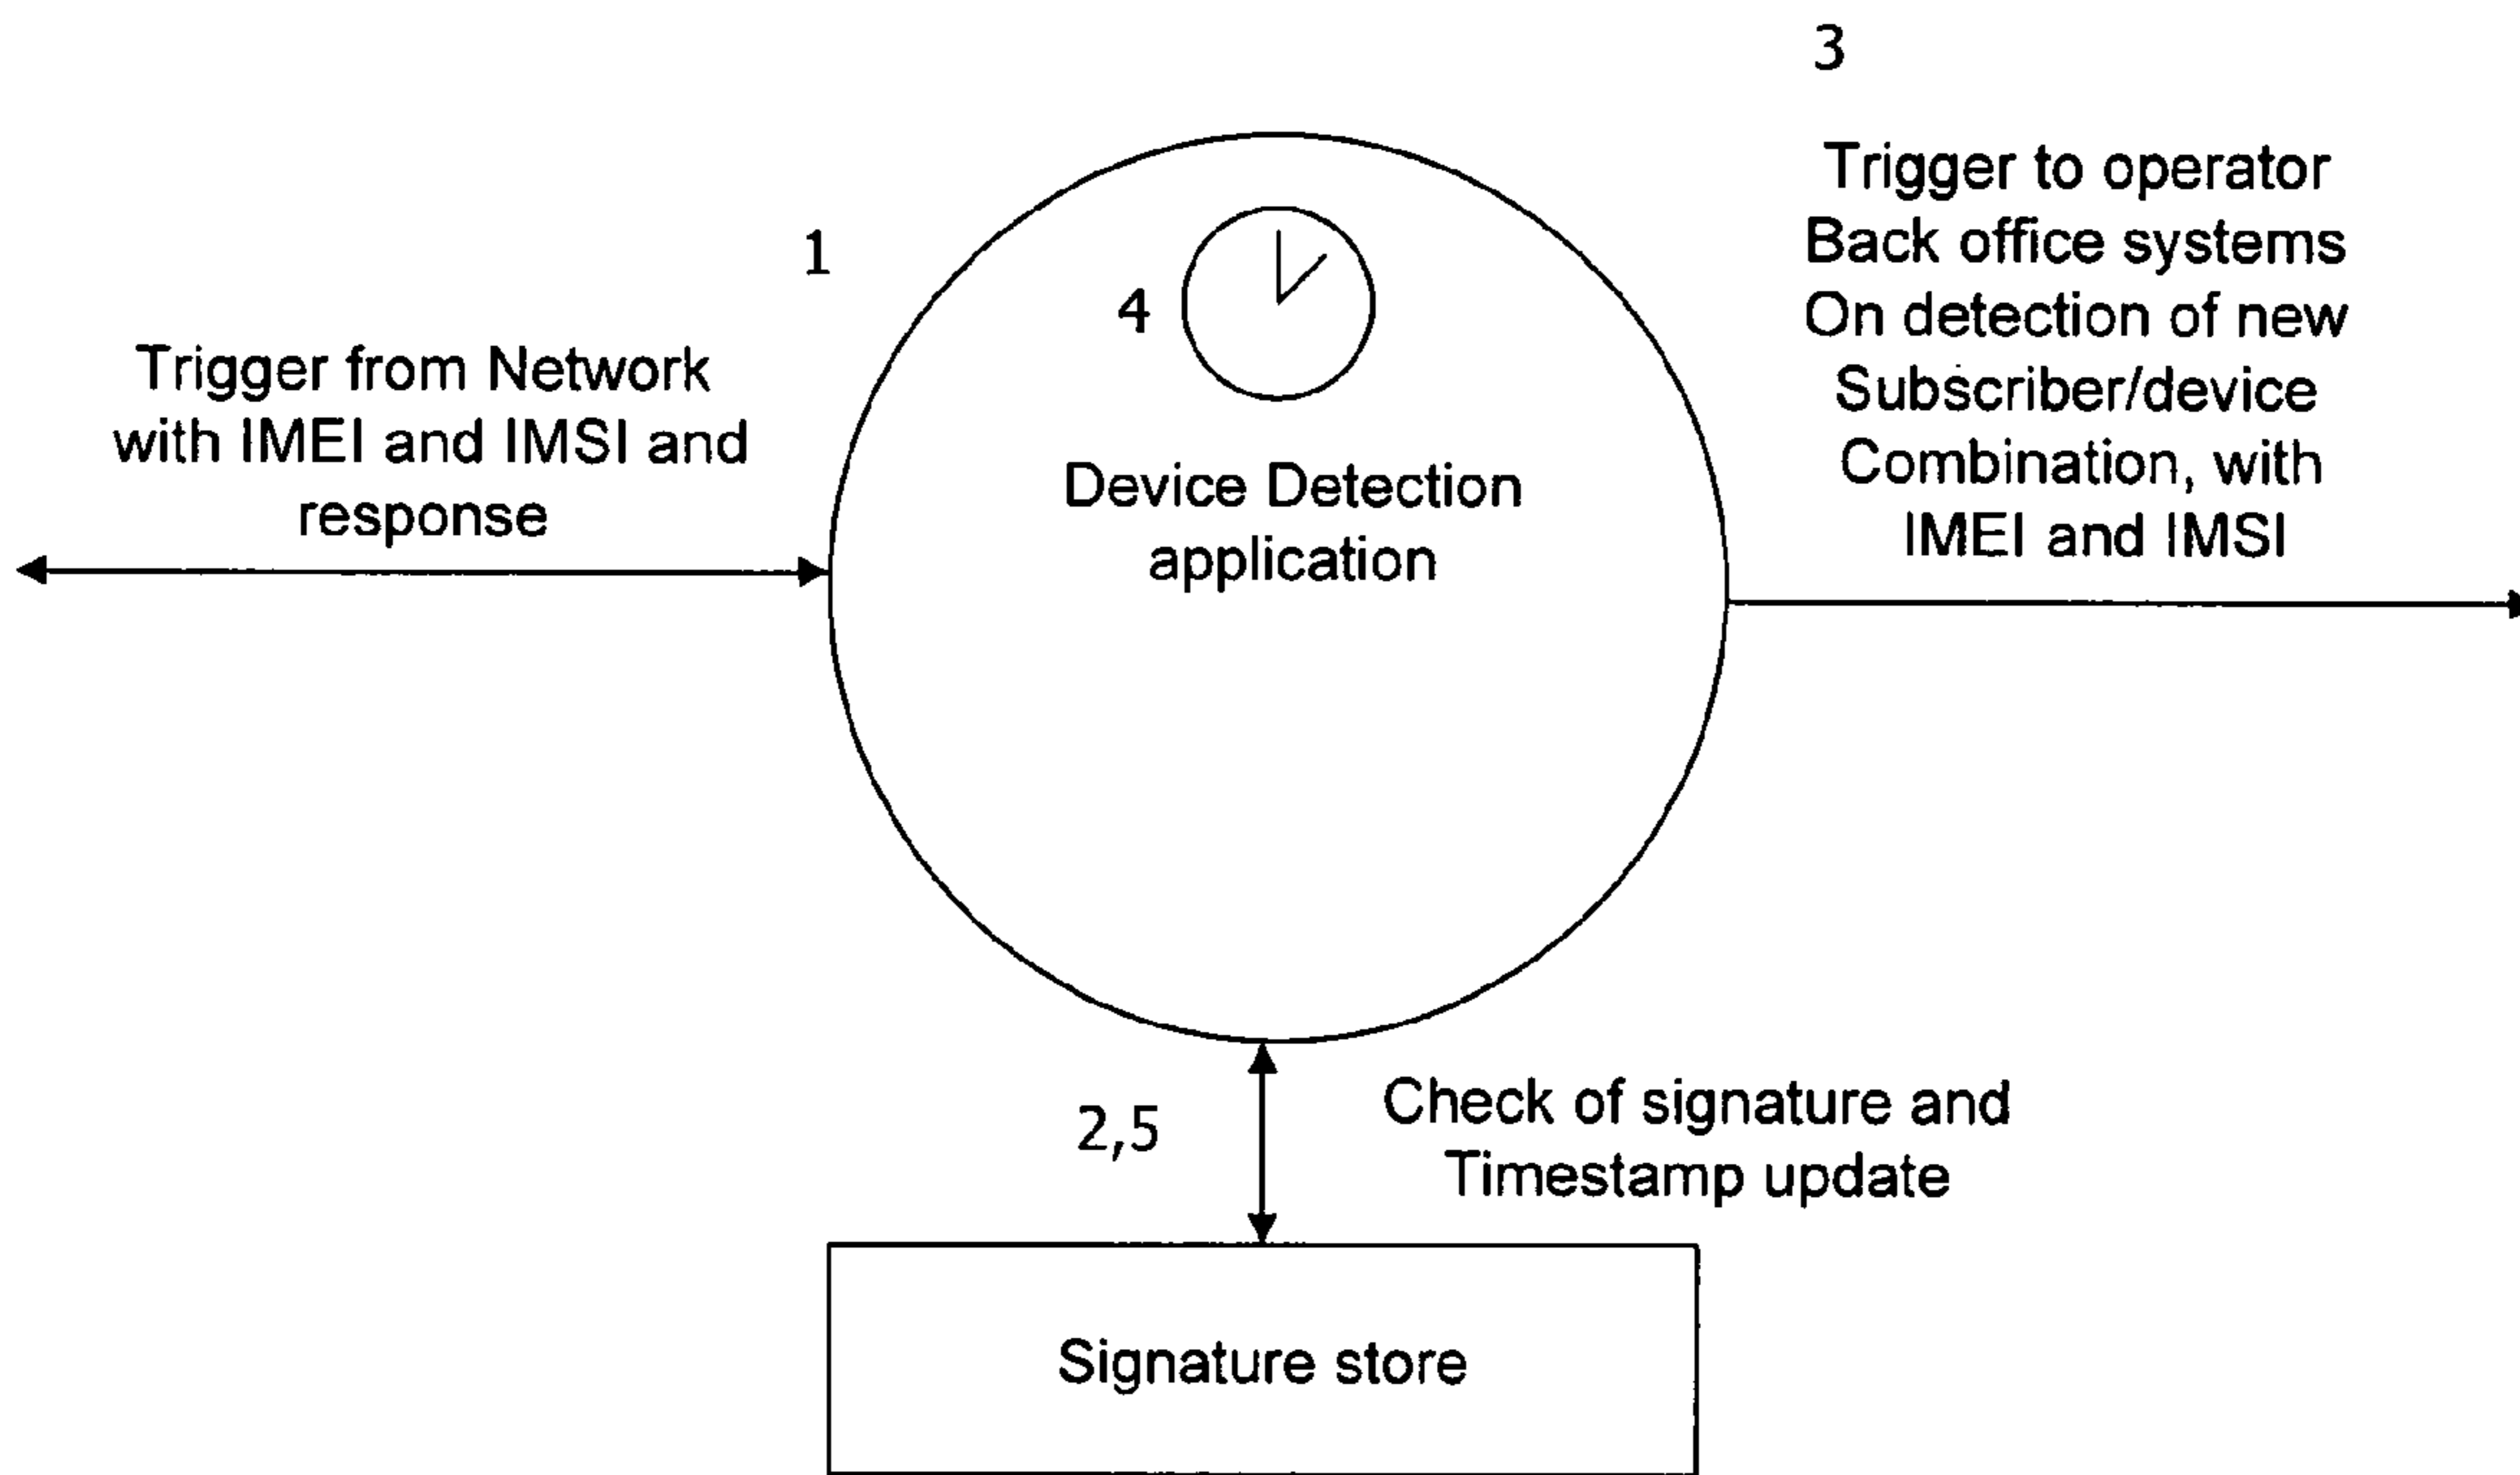 3
Trigger to operator
Back office systems
On detection of new
Subscriber/device
Combination, with
IMEI and IMSI
1
4
Trigger from Network
with IMEI and IMSI and
response
Device Detection
application
2,5
Check of signature and
Timestamp update
Signature store